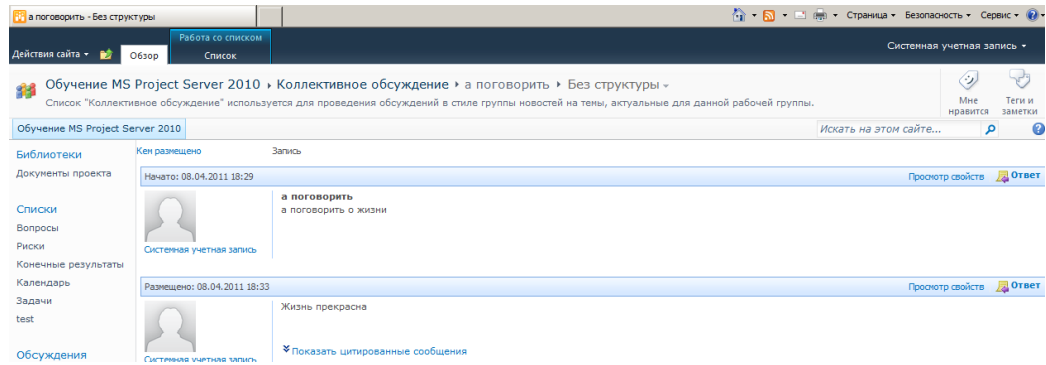 а поговорить - Без структуры
Страница Безопасность Сервис
Действия сайта Обзор
Работа со списком
Список
Системная учетная запись
Обучение MS Project Server 2010 Коллективное обсуждение а поговорить Без структуры
Список "Коллективное обсуждение" используется для проведения обсуждений в стиле группы новостей на темы, актуальные для данной рабочей группы.
Мне нравится
Теги и заметки
Обучение MS Project Server 2010
Искать на этом сайте...
Библиотеки
Документы проекта
Списки
Вопросы
Риски
Конечные результаты
Календарь
Задачи
test
Обсуждения
Кем размещено Запись
Начато: 08.04.2011 18:29 Просмотр свойств Ответ
а поговорить
а поговорить о жизни
Системная учетная запись
Размещено: 08.04.2011 18:33 Просмотр свойств Ответ
Жизнь прекрасна
Показать цитированные сообщения
Системная учетная запись